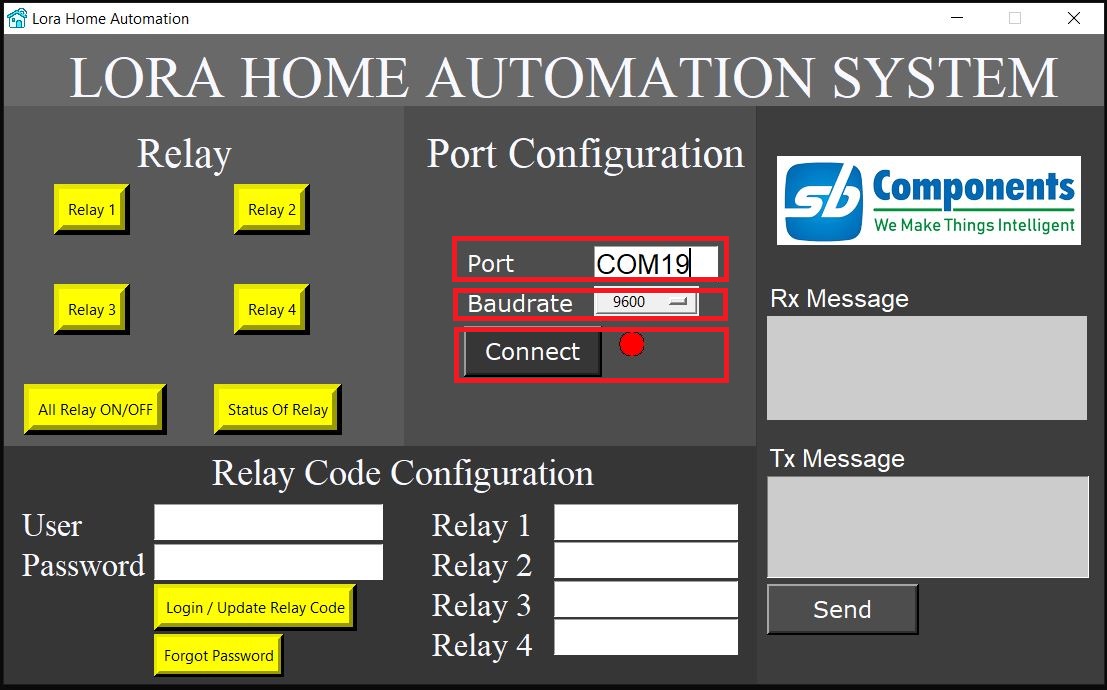 Lora Home Automation
LORA HOME AUTOMATION SYSTEM
Relay
Relay 1
Relay 2
Relay 3
Relay 4
All Relay ON/OFF
Status Of Relay
Port Configuration
Port COM19
Baudrate 9600
Connect
sb Components
We Make Things Intelligent
Rx Message
Tx Message
Send
Relay Code Configuration
User
Password
Login / Update Relay Code
Forgot Password
Relay 1
Relay 2
Relay 3
Relay 4